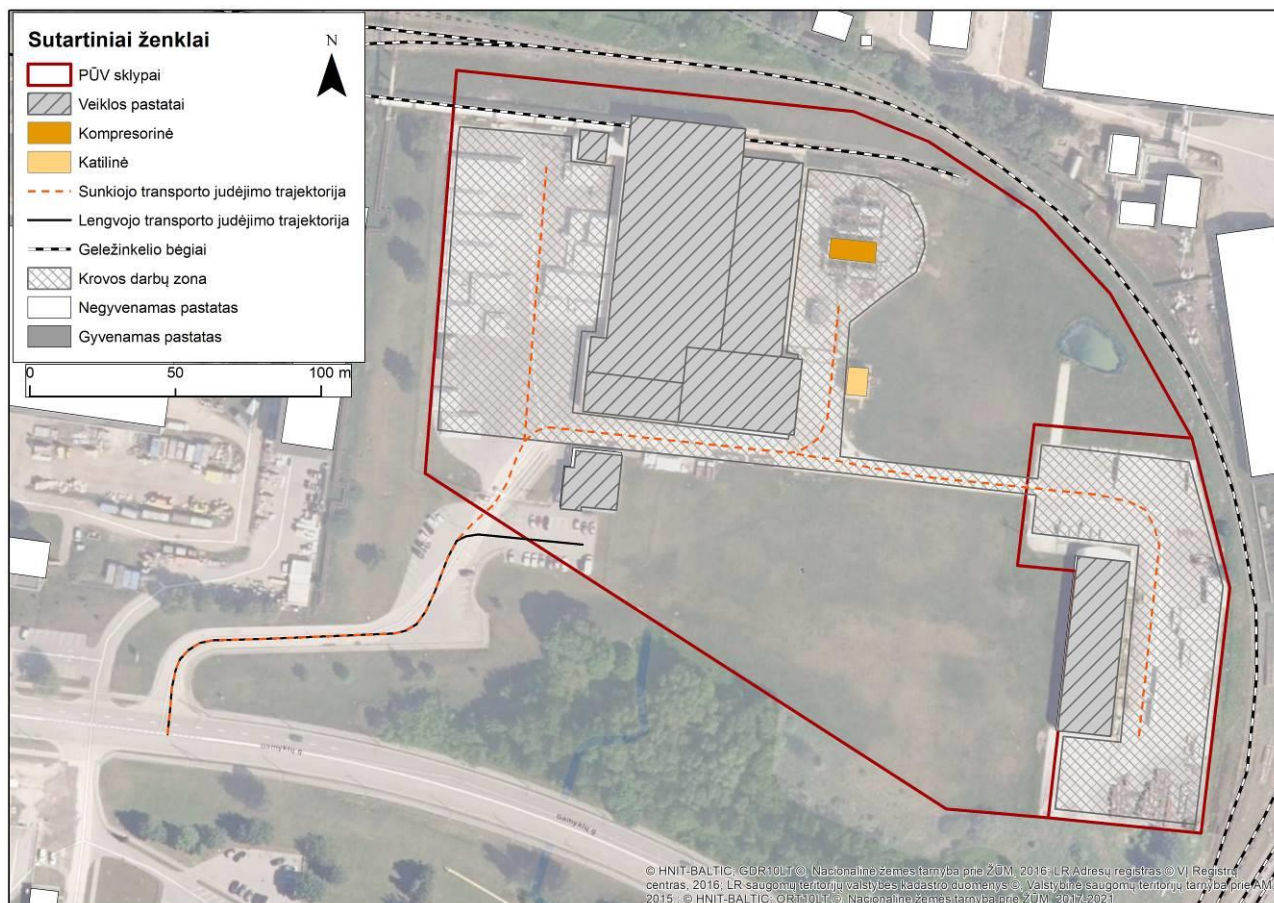 Sutartiniai ženklai
N
PŪV sklypai
Veiklos pastatai
Kompresorinė
Katilinė
Sunkiojo transporto judėjimo trajektorija
Lengvojo transporto judėjimo trajektorija
Geležinkelio bėgiai
Krovos darbų zona
Negyvenamas pastatas
Gyvenamas pastatas
0 50 100 m
Gamyklų g.
Gamyklų g.
© HNIT-BALTIC, GDR10LT©, Nacionalinė žemės tarnyba prie ŽŪM, 2016; LR Adresų registras © VĮ Registrų
centras, 2016; LR saugomų teritorijų valstybės kadastro duomenys ©, Valstybinė saugomų teritorijų tarnyba prie AM,
2015; © HNIT-BALTIC; ORT10LT ©, Nacionalinė žemės tarnyba prie ŽŪM, 2017-2021